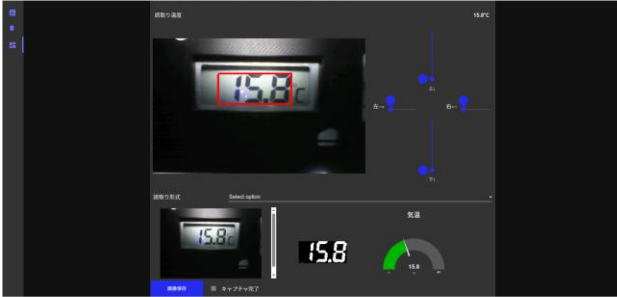 読取り温度
15.8℃
15.8c
上↕
左↔
右↔
下↕
読取り形式
Select option
15.8c
15.8
気温
15.8
画像保存
キャプチャ完了